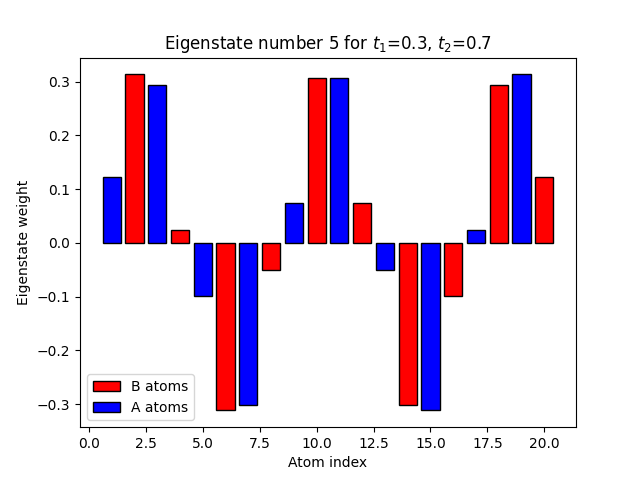 Eigenstate number 5 for $t_1$=0.3, $t_2$=0.7
Eigenstate weight
0.3
0.2
0.1
0.0
−0.1
−0.2
−0.3
B atoms
A atoms
0.0 2.5 5.0 7.5 10.0 12.5 15.0 17.5 20.0
Atom index